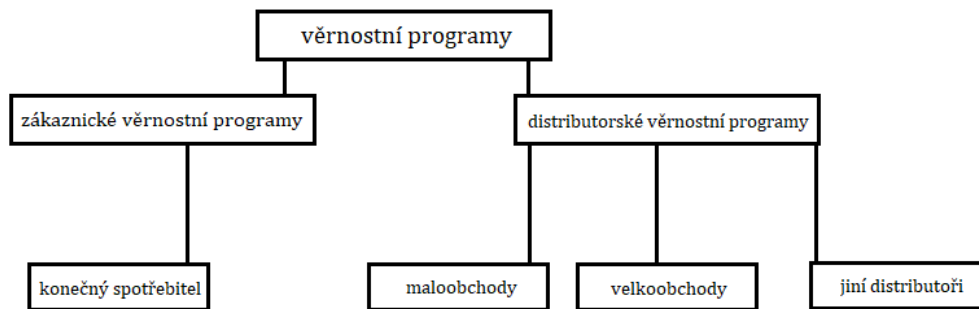 věrnostní programy
zákaznické věrnostní programy
distributorské věrnostní programy
konečný spotřebitel
maloobchody
velkoobchody
jiní distributoři